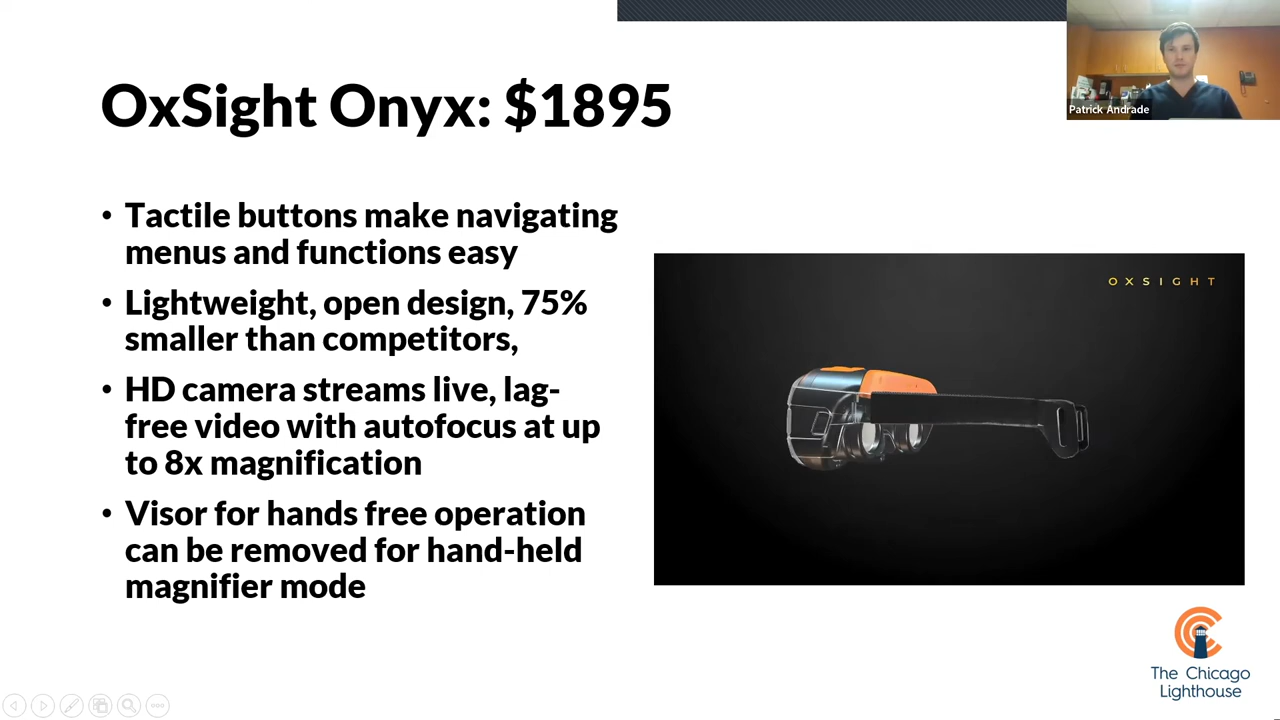 OxSight Onyx: $1895
Patrick Andrade
• Tactile buttons make navigating
menus and functions easy
• Lightweight, open design, 75%
smaller than competitors,
• HD camera streams live, lag-
free video with autofocus at up
to 8x magnification
• Visor for hands free operation
can be removed for hand-held
magnifier mode
OXSIGHT
The Chicago
Lighthouse